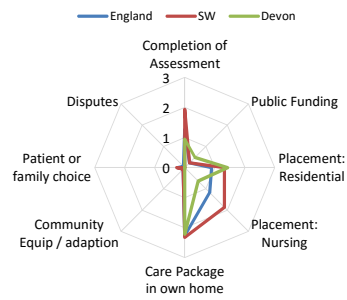 England SW Devon
Completion of
Assessment
3
2
1
0
Public Funding
Placement:
Residential
Placement:
Nursing
Care Package
in own home
Community
Equip / adaption
Patient or
family choice
Disputes